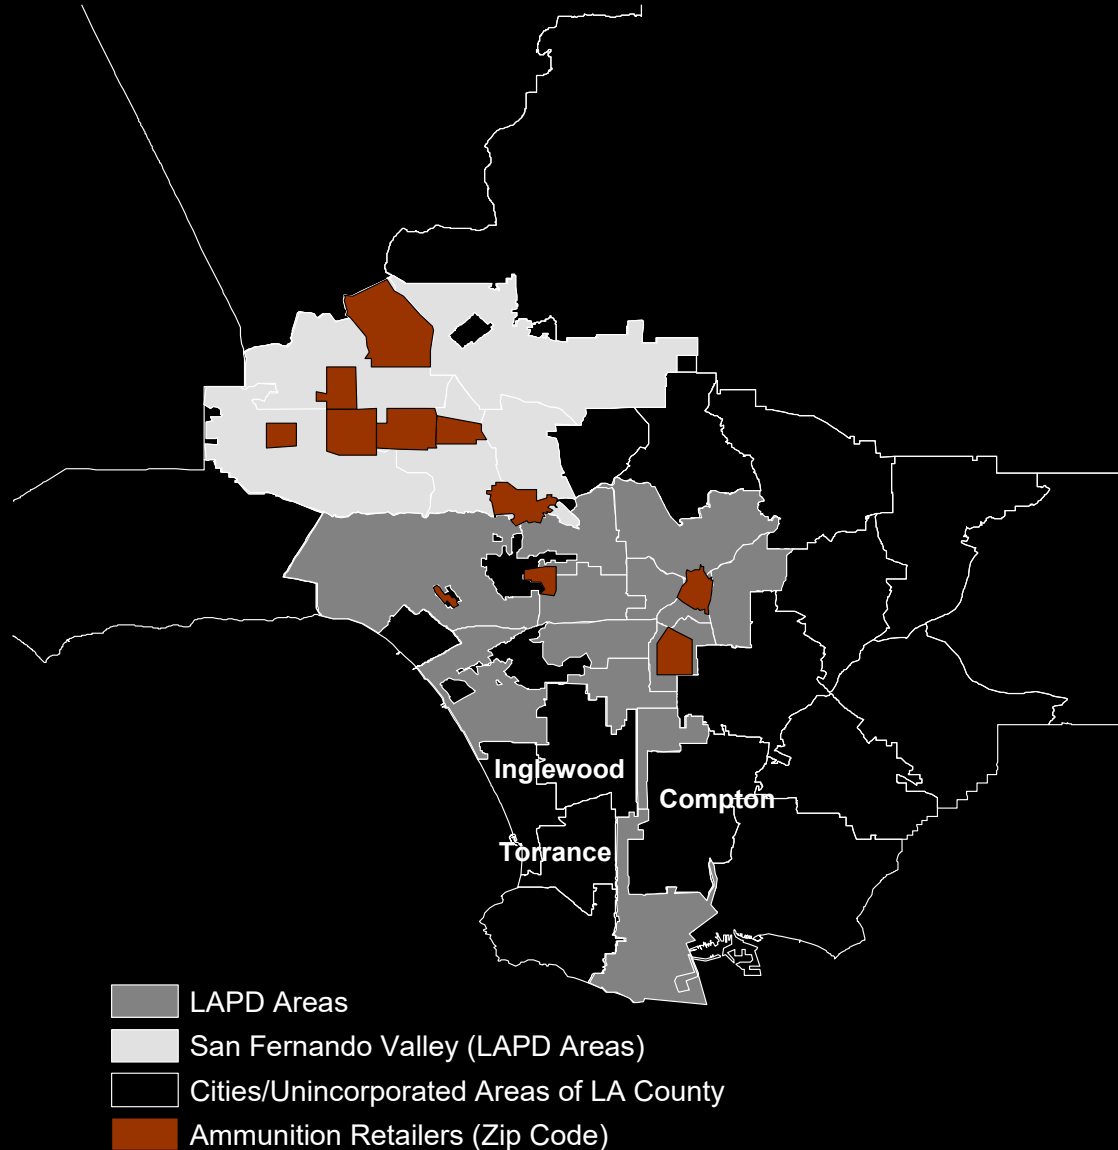 Inglewood
Compton
Torrance
LAPD Areas
San Fernando Valley (LAPD Areas)
Cities/Unincorporated Areas of LA County
Ammunition Retailers (Zip Code)